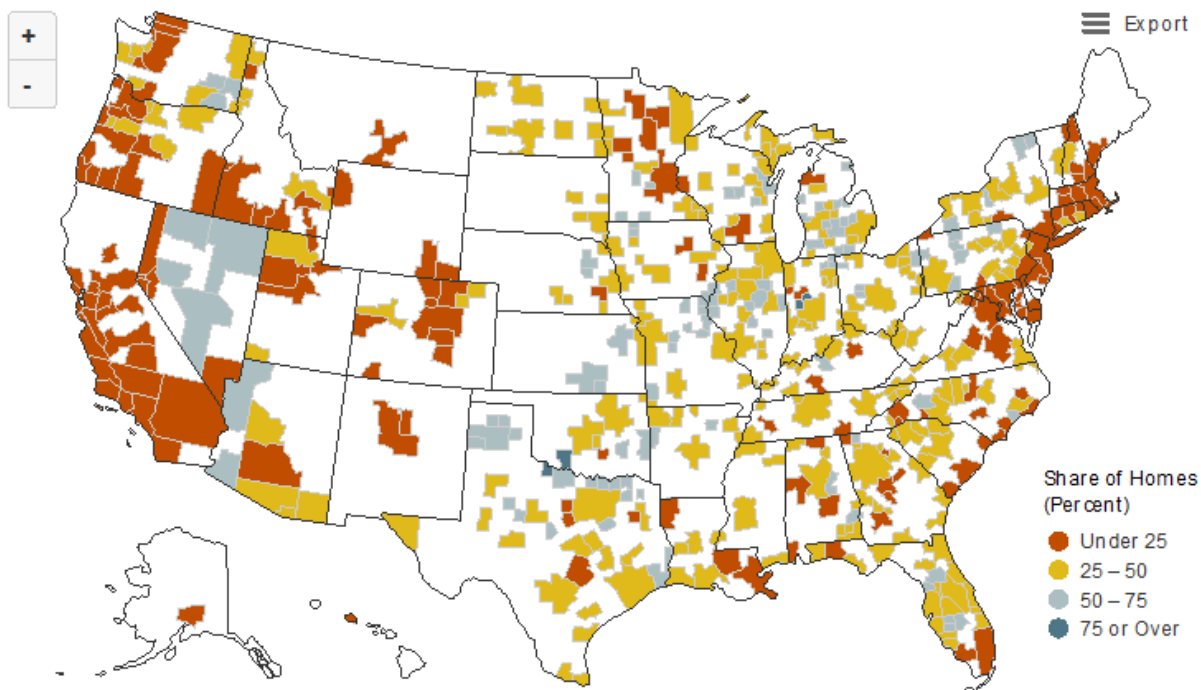 +
Export
-
Share of Homes
(Percent)
Under 25
25 – 50
50 – 75
75 or Over